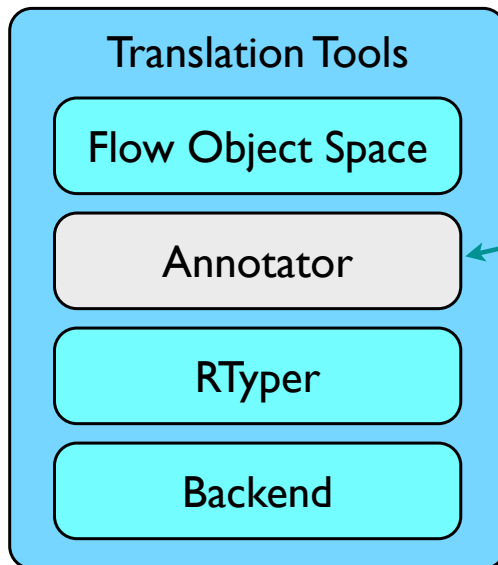 Translation Tools
Flow Object Space
Annotator
RTyper
Backend